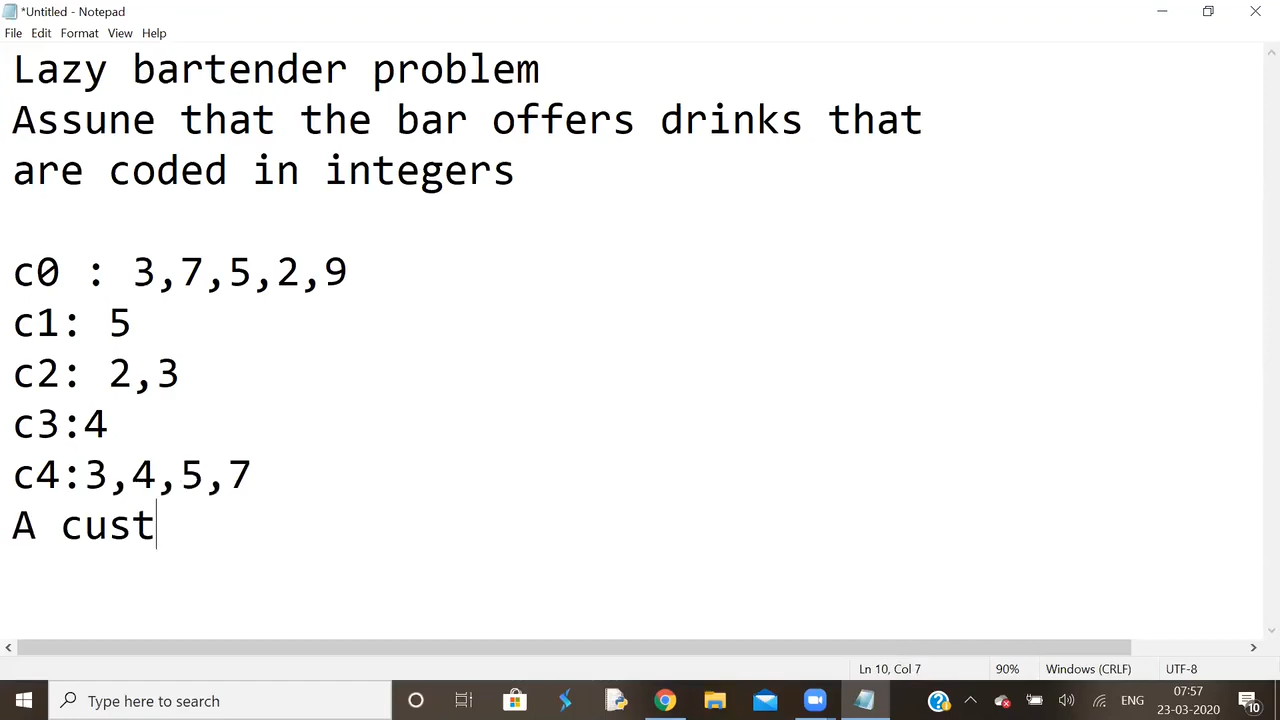 *Untitled - Notepad
File Edit Format View Help
Lazy bartender problem
Assune that the bar offers drinks that
are coded in integers
c0 : 3,7,5,2,9
c1: 5
c2: 2,3
c3:4
c4:3,4,5,7
A cust
Ln 10, Col 7 90% Windows (CRLF) UTF-8
Type here to search ENG 07:57 23-03-2020 10